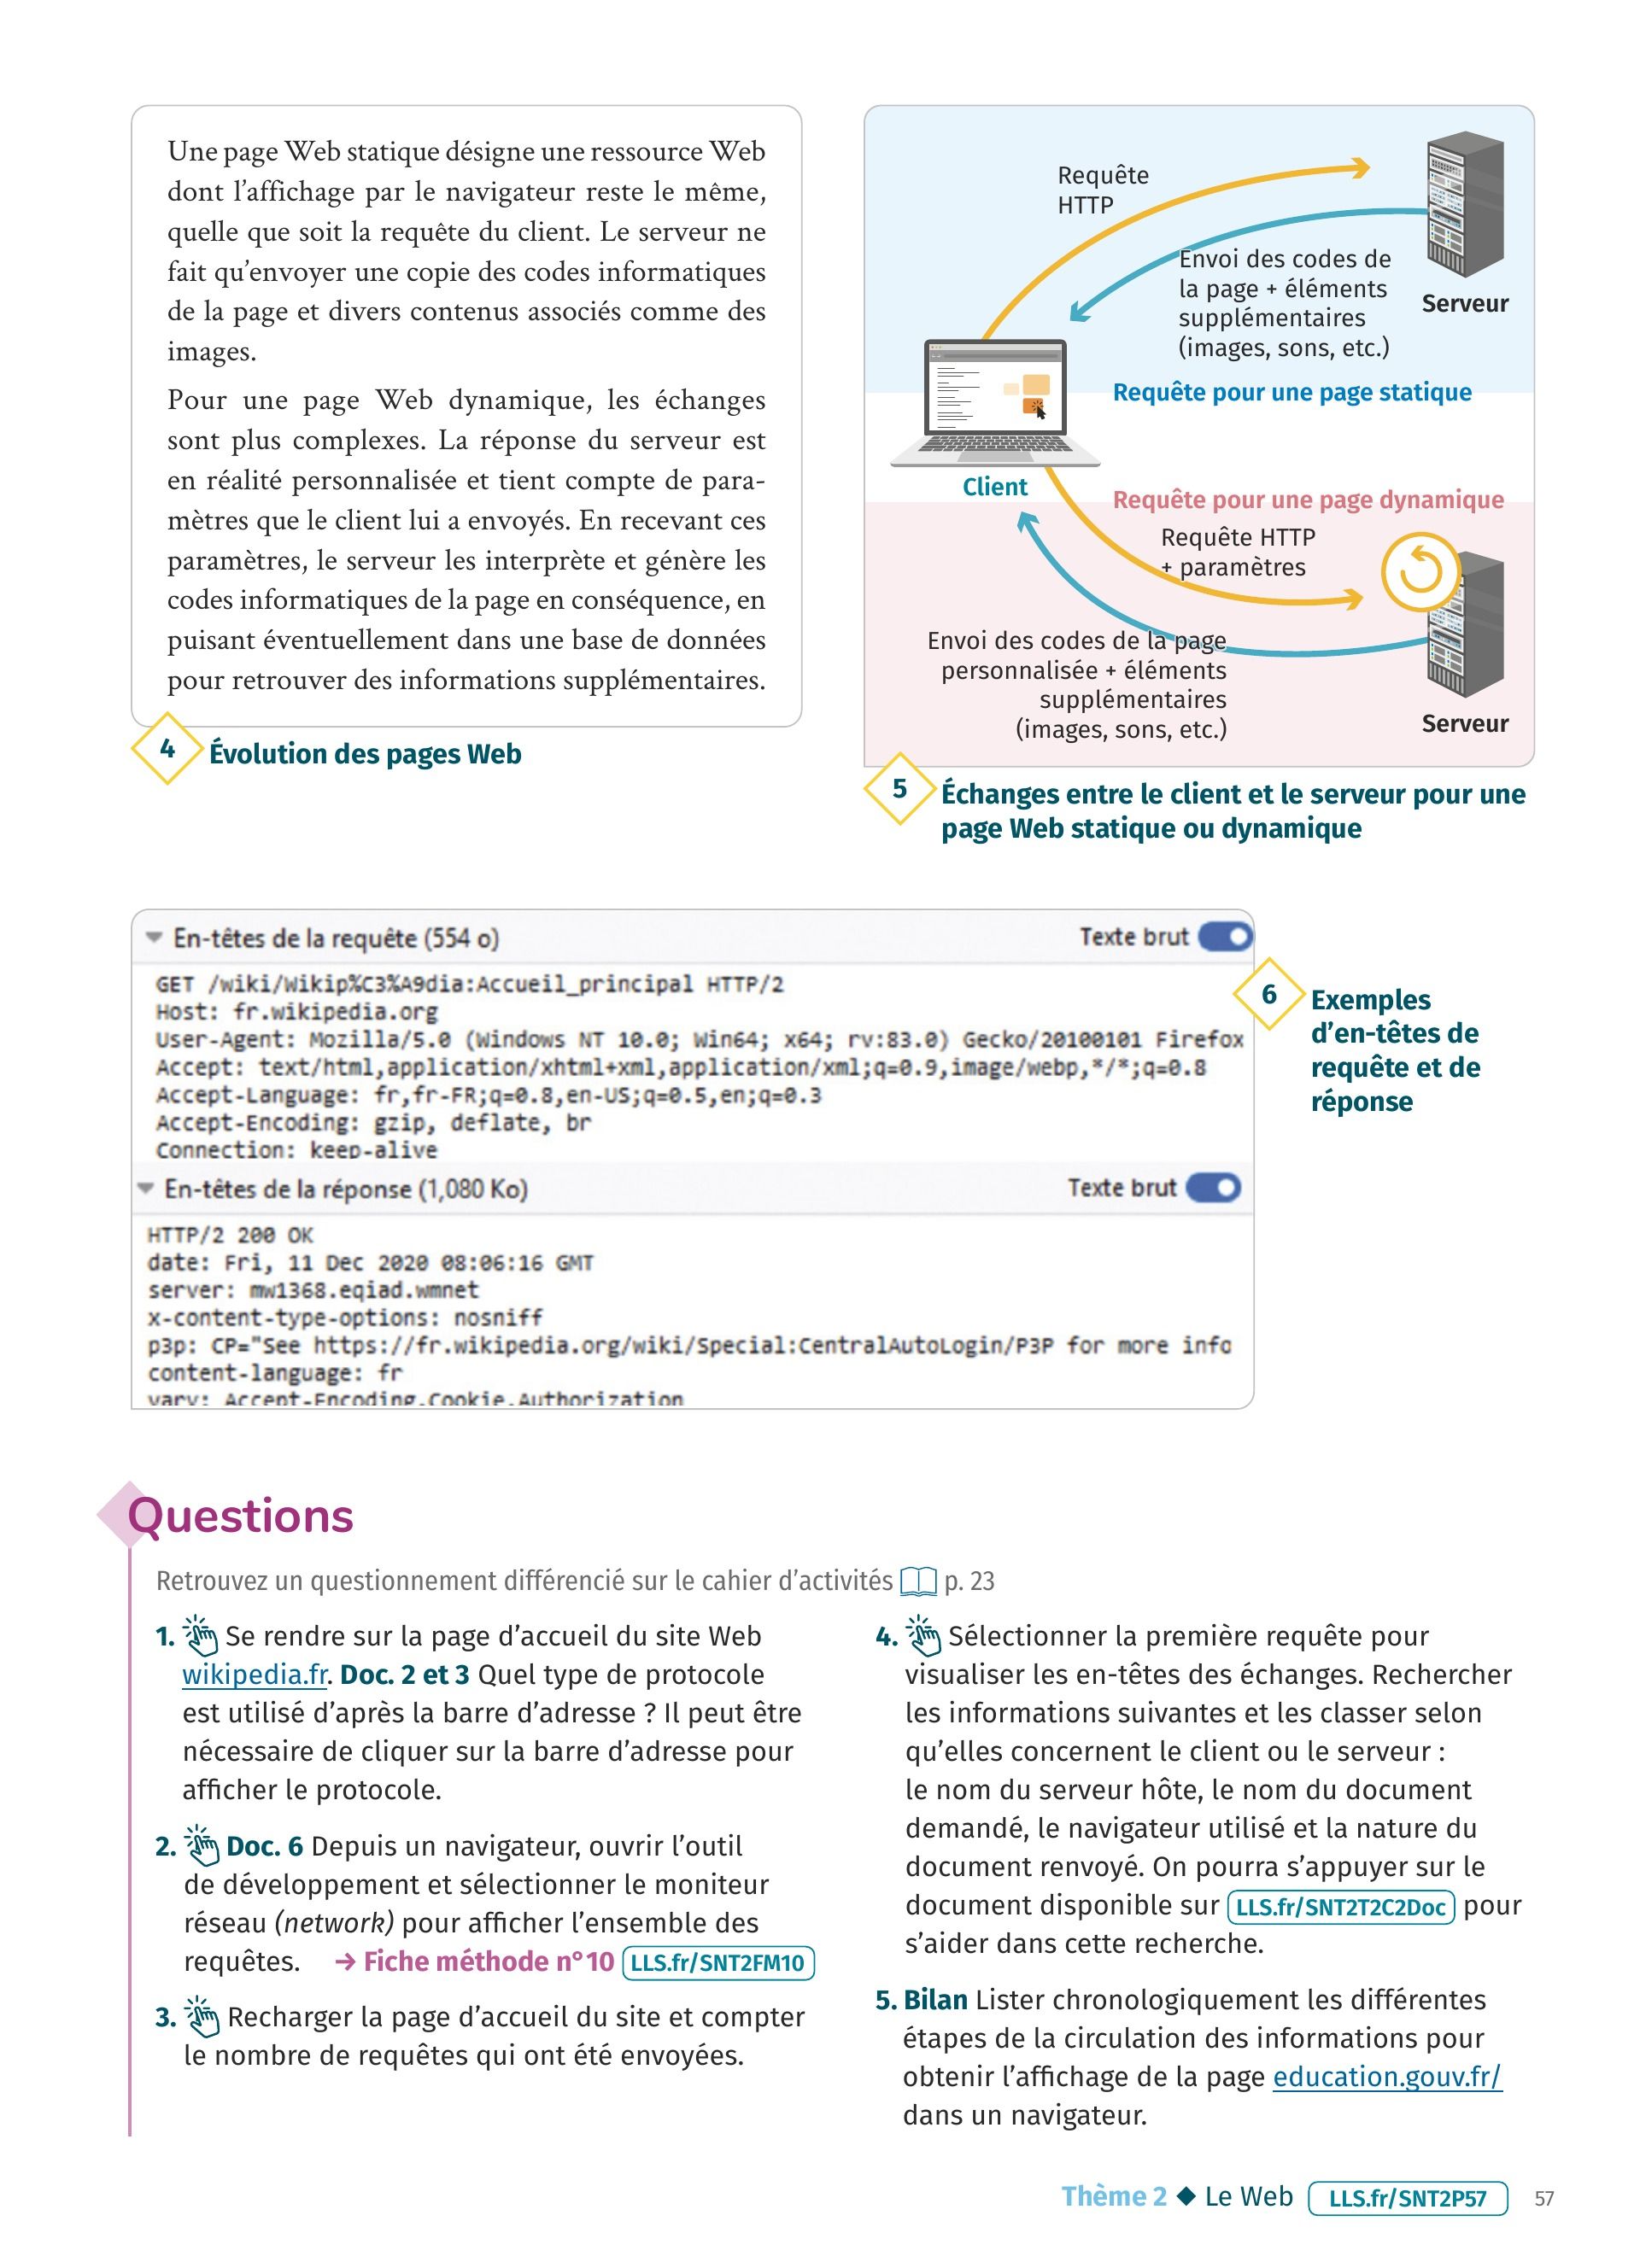 Une page Web statique désigne une ressource Web
dont l’affichage par le navigateur reste le même,
quelle que soit la requête du client. Le serveur ne
fait qu’envoyer une copie des codes informatiques
de la page et divers contenus associés comme des
images.
Pour une page Web dynamique, les échanges
sont plus complexes. La réponse du serveur est
en réalité personnalisée et tient compte de para-
mètres que le client lui a envoyés. En recevant ces
paramètres, le serveur les interprète et génère les
codes informatiques de la page en conséquence, en
puisant éventuellement dans une base de données
pour retrouver des informations supplémentaires.
4 Évolution des pages Web
Requête
HTTP
Envoi des codes de
la page + éléments
supplémentaires
(images, sons, etc.)
Serveur
Requête pour une page statique
Client
Requête pour une page dynamique
Requête HTTP
+ paramètres
Envoi des codes de la page
personnalisée + éléments
supplémentaires
(images, sons, etc.)
Serveur
5 Échanges entre le client et le serveur pour une
page Web statique ou dynamique
En-têtes de la requête (554 o) Texte brut
GET /wiki/Wikip%C3%A9dia:Accueil_principal HTTP/2
Host: fr.wikipedia.org
User-Agent: Mozilla/5.0 (Windows NT 10.0; Win64; x64; rv:83.0) Gecko/20100101 Firefox
Accept: text/html,application/xhtml+xml,application/xml;q=0.9,image/webp,*/*;q=0.8
Accept-Language: fr,fr-FR;q=0.8,en-US;q=0.5,en;q=0.3
Accept-Encoding: gzip, deflate, br
Connection: keep-alive
En-têtes de la réponse (1,080 Ko) Texte brut
HTTP/2 200 OK
date: Fri, 11 Dec 2020 08:06:16 GMT
server: mw1368.eqiad.wmnet
x-content-type-options: nosniff
p3p: CP="See https://fr.wikipedia.org/wiki/Special:CentralAutoLogin/P3P for more info
content-language: fr
vary: Accept-Encoding,Cookie,Authorization
6 Exemples
d’en-têtes de
requête et de
réponse
Questions
Retrouvez un questionnement différencié sur le cahier d’activités p. 23
1. Se rendre sur la page d’accueil du site Web
wikipedia.fr. Doc. 2 et 3 Quel type de protocole
est utilisé d’après la barre d’adresse ? Il peut être
nécessaire de cliquer sur la barre d’adresse pour
afficher le protocole.
2. Doc. 6 Depuis un navigateur, ouvrir l’outil
de développement et sélectionner le moniteur
réseau (network) pour afficher l’ensemble des
requêtes. → Fiche méthode n°10 LLS.fr/SNT2FM10
3. Recharger la page d’accueil du site et compter
le nombre de requêtes qui ont été envoyées.
4. Sélectionner la première requête pour
visualiser les en-têtes des échanges. Rechercher
les informations suivantes et les classer selon
qu’elles concernent le client ou le serveur :
le nom du serveur hôte, le nom du document
demandé, le navigateur utilisé et la nature du
document renvoyé. On pourra s’appuyer sur le
document disponible sur LLS.fr/SNT2T2C2Doc pour
s’aider dans cette recherche.
5. Bilan Lister chronologiquement les différentes
étapes de la circulation des informations pour
obtenir l’affichage de la page education.gouv.fr/
dans un navigateur.
Thème 2 ◆ Le Web LLS.fr/SNT2P57 57